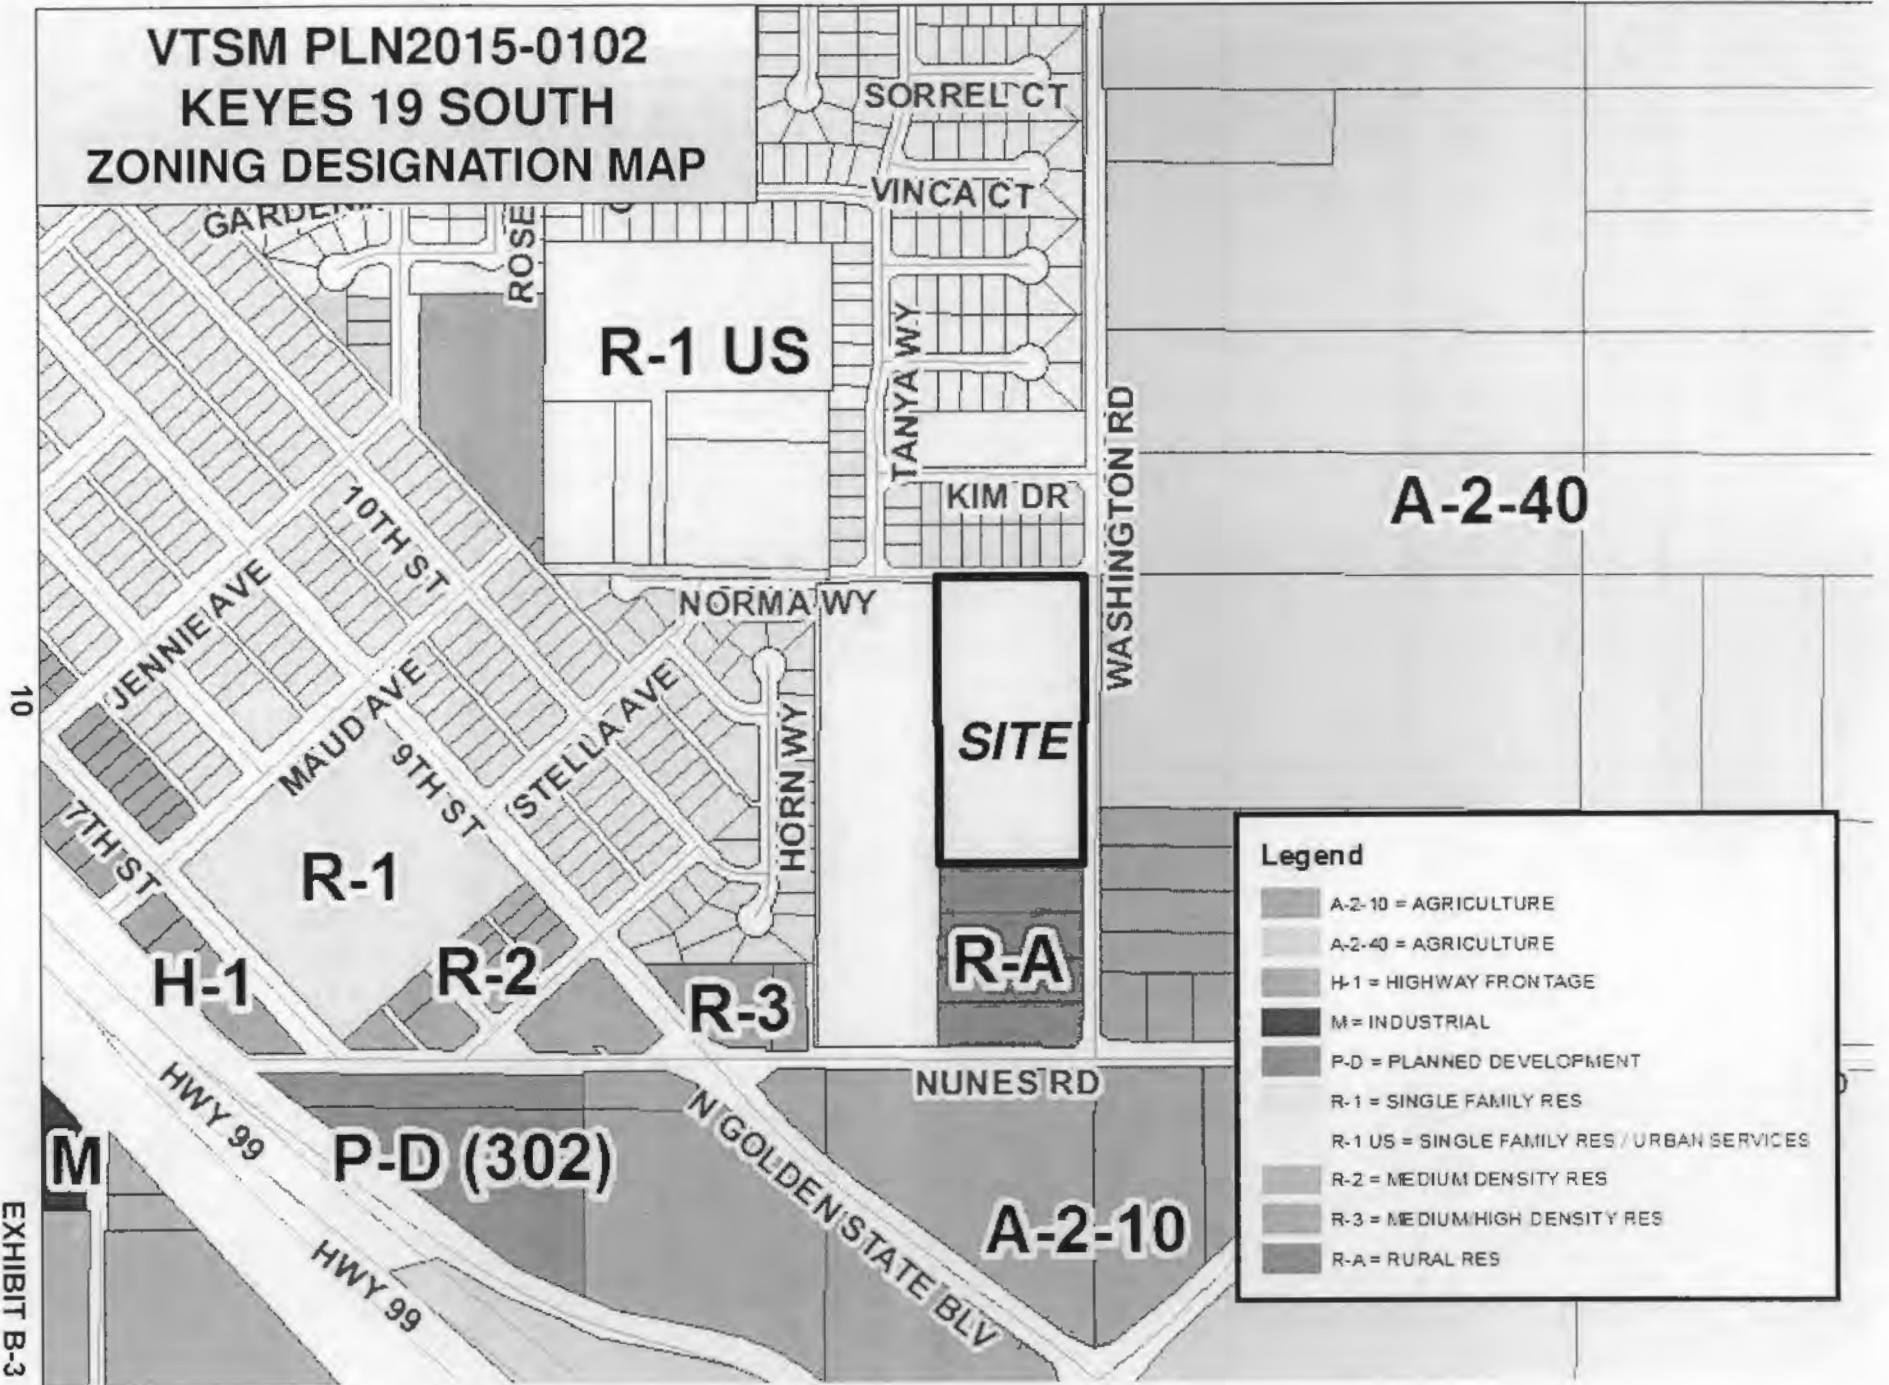 VTSM PLN2015-0102
KEYES 19 SOUTH
ZONING DESIGNATION MAP
SORREL CT
VINCA CT
ROSE
R-1 US
TANYA WY
WASHINGTON RD
KIM DR
A-2-40
10TH ST
JENNIE AVE
NORMA WY
MAUD AVE
9TH ST
STELLA AVE
HORN WY
SITE
7TH ST
R-1
R-2
H-1
R-3
R-A
10
HWY 99
NUNES RD
M
P-D (302)
N GOLDEN STATE BLV
A-2-10
HWY 99
EXHIBIT B-3
Legend
A-2-10 = AGRICULTURE
A-2-40 = AGRICULTURE
H-1 = HIGHWAY FRONTAGE
M = INDUSTRIAL
P-D = PLANNED DEVELOPMENT
R-1 = SINGLE FAMILY RES
R-1 US = SINGLE FAMILY RES / URBAN SERVICES
R-2 = MEDIUM DENSITY RES
R-3 = MEDIUM/HIGH DENSITY RES
R-A = RURAL RES